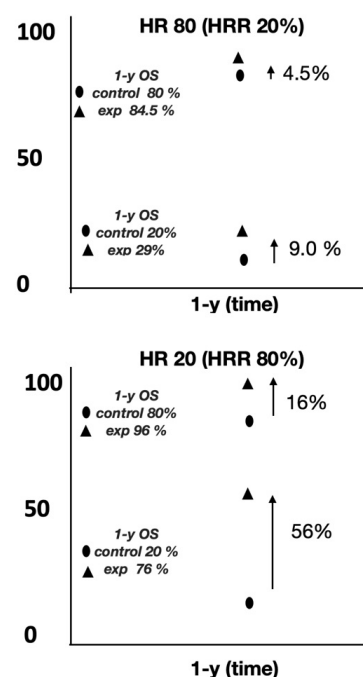 HR 80 (HRR 20%)
100
4.5%
1-y OS
control 80 %
exp 84.5 %
50
1-y OS
control 20%
exp 29%
9.0 %
0
1-y (time)
HR 20 (HRR 80%)
100
1-y OS
control 80%
exp 96 %
16%
50
1-y OS
control 20 %
exp 76 %
56%
0
1-y (time)